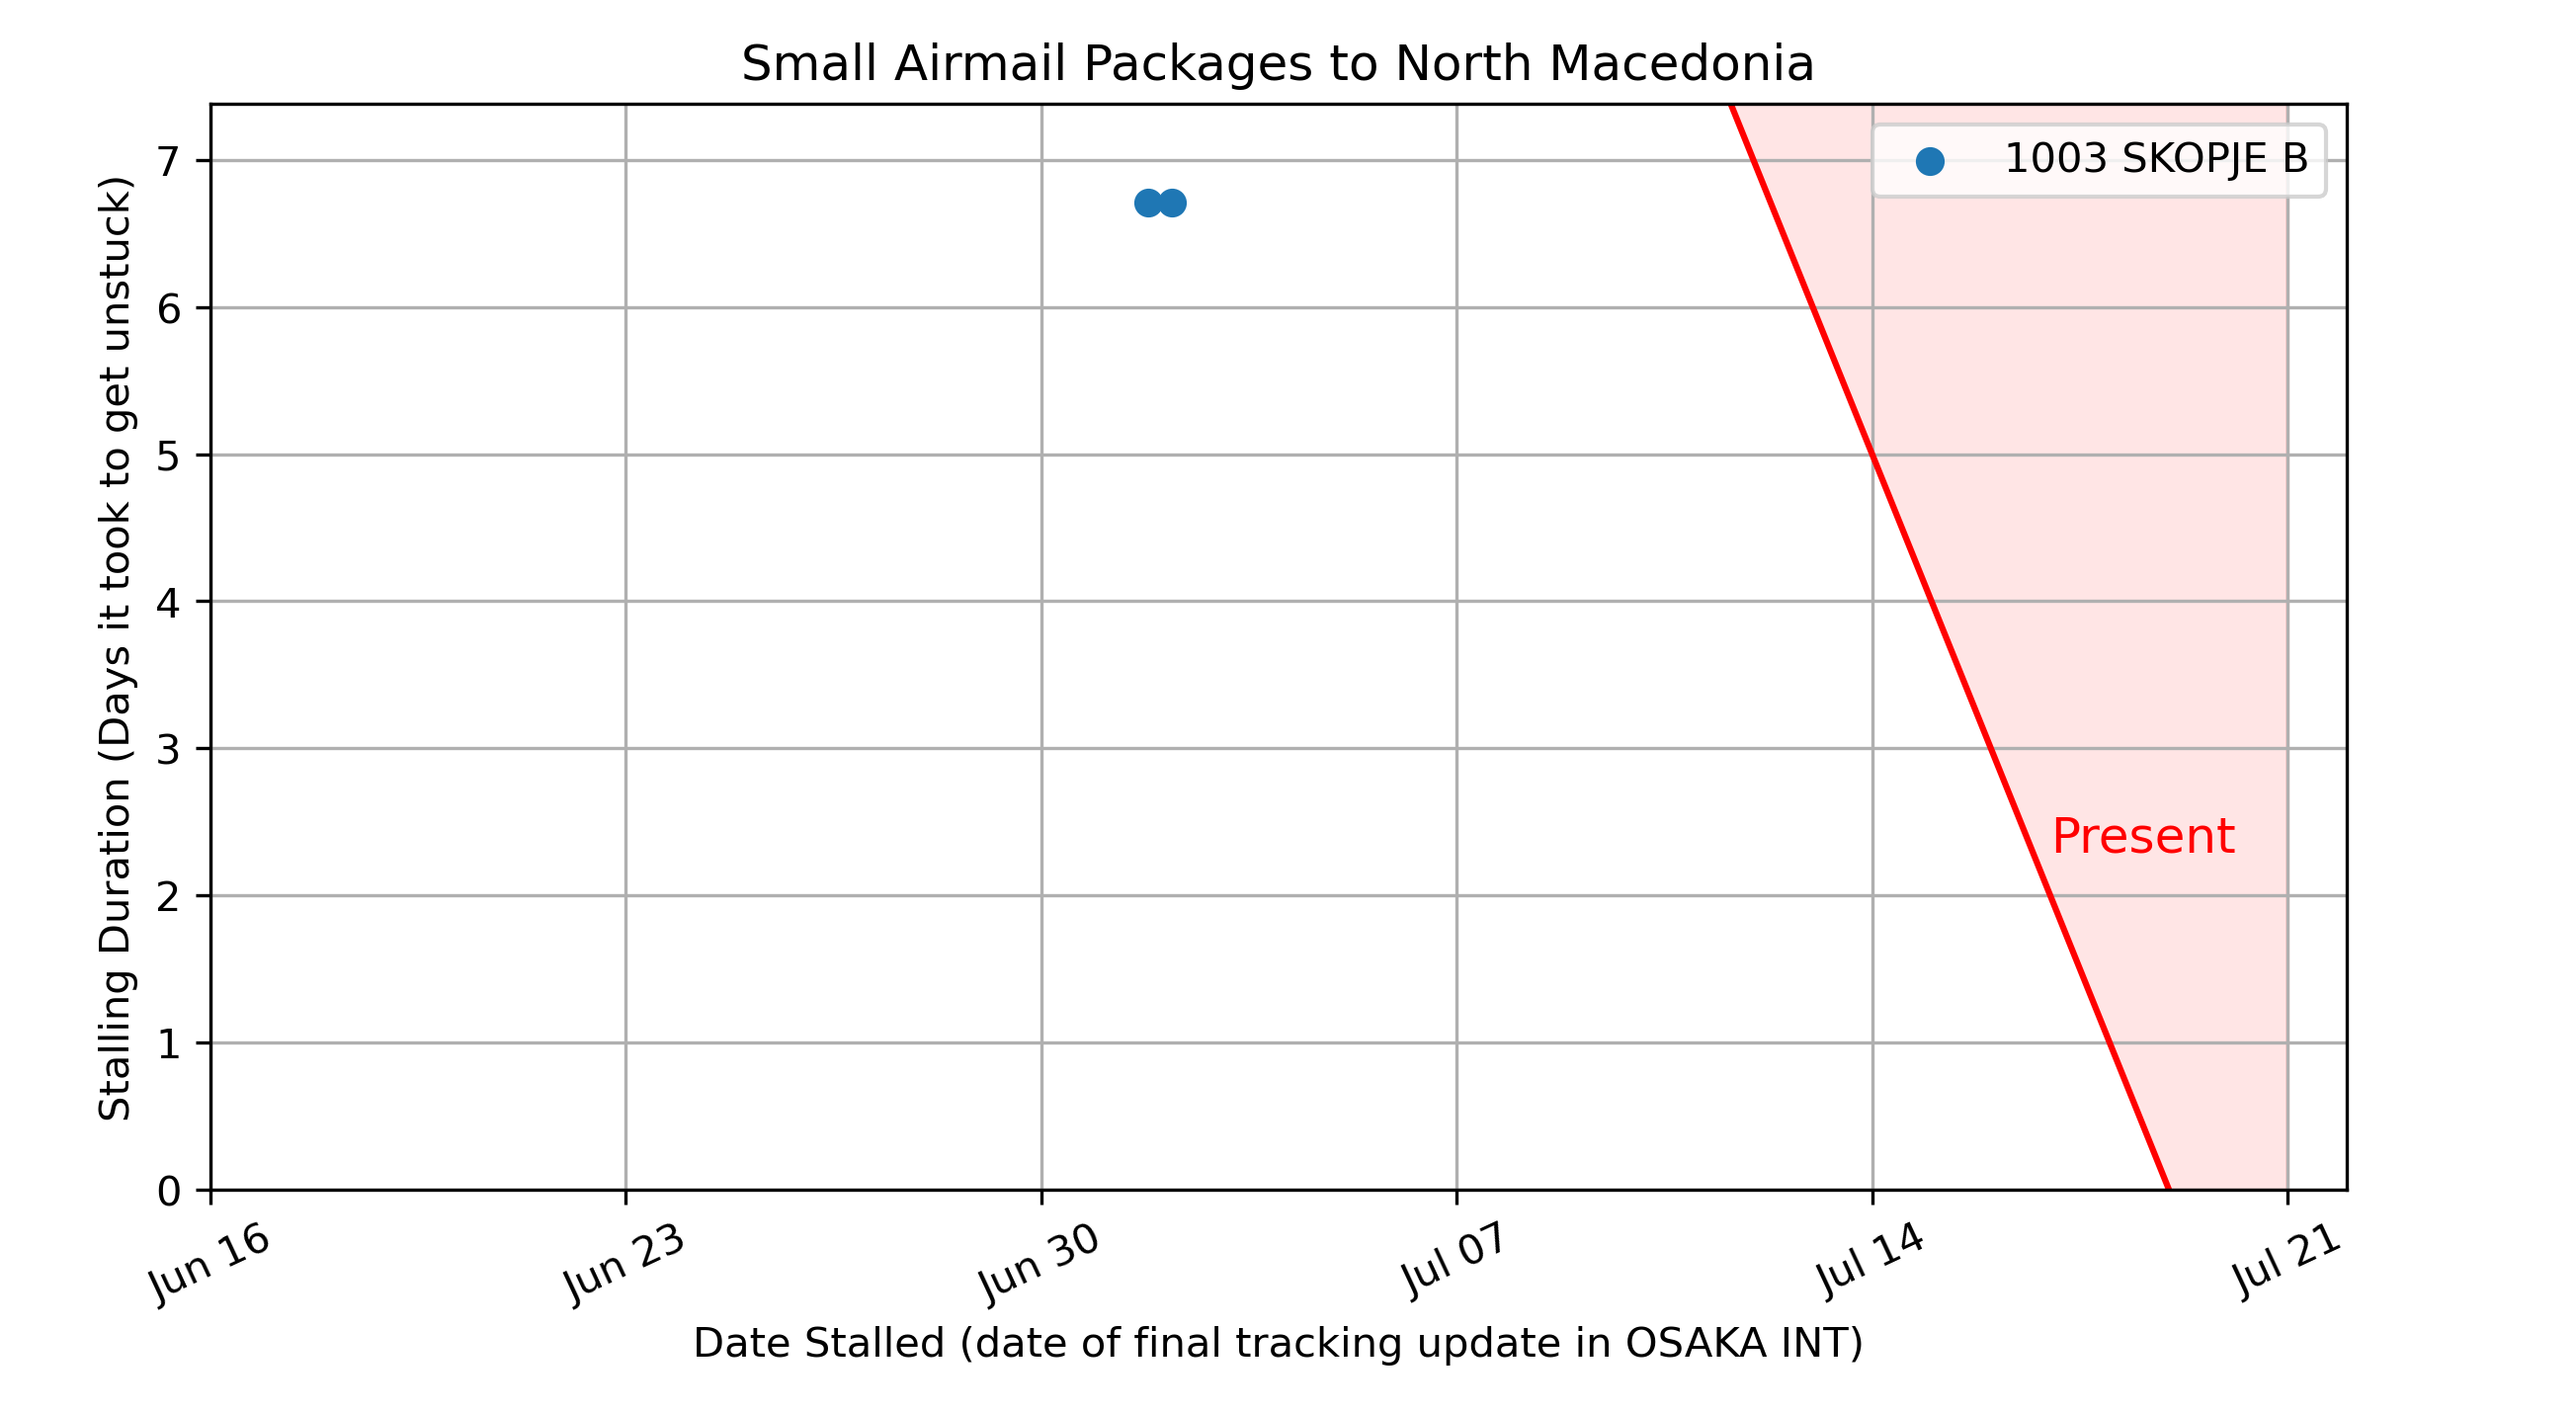 Small Airmail Packages to North Macedonia
1003 SKOPJE B
Stalling Duration (Days it took to get unstuck)
7
6
5
4
3
2
1
0
Present
Jun 16
Jun 23
Jun 30
Jul 07
Jul 14
Jul 21
Date Stalled (date of final tracking update in OSAKA INT)